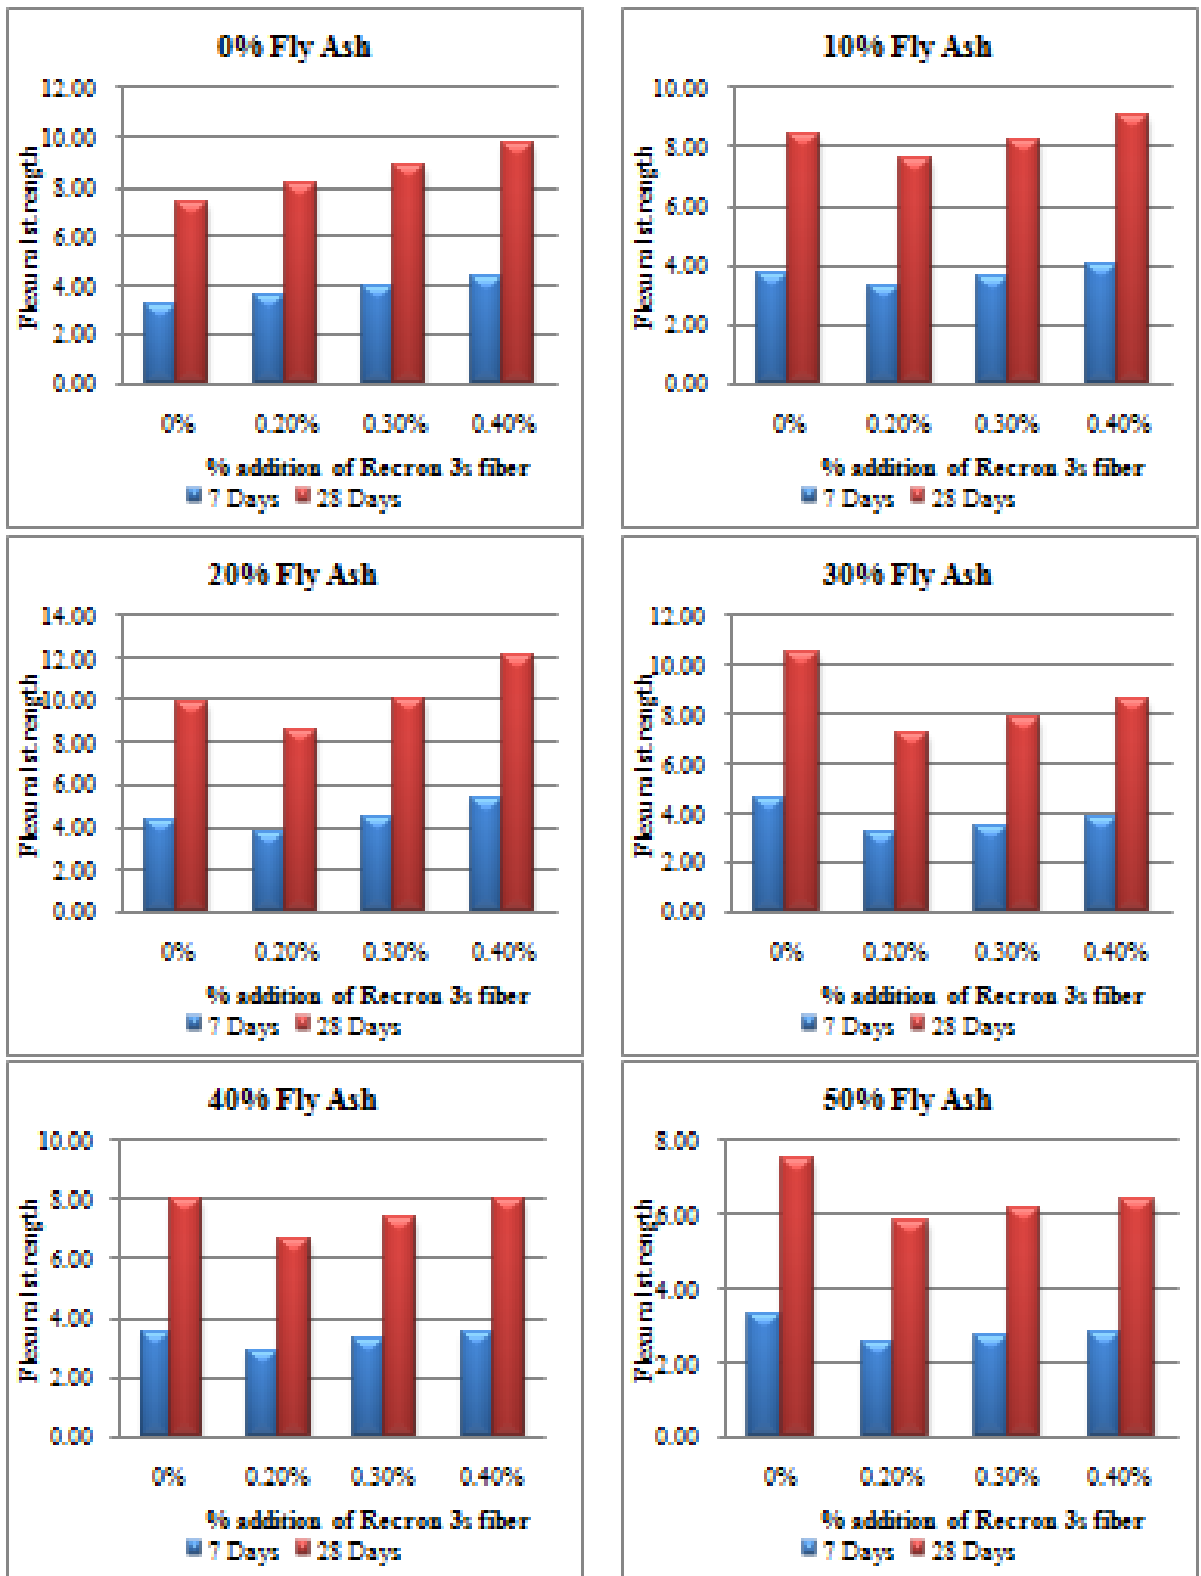 0% Fly Ash
12.00
10.00
8.00
6.00
4.00
2.00
0.00
Flexural strength
0% 0.20% 0.30% 0.40%
% addition of Recron 3s fiber
7 Days 28 Days
10% Fly Ash
10.00
8.00
6.00
4.00
2.00
0.00
Flexural strength
0% 0.20% 0.30% 0.40%
% addition of Recron 3s fiber
7 Days 28 Days
20% Fly Ash
14.00
12.00
10.00
8.00
6.00
4.00
2.00
0.00
Flexural strength
0% 0.20% 0.30% 0.40%
% addition of Recron 3s fiber
7 Days 28 Days
30% Fly Ash
12.00
10.00
8.00
6.00
4.00
2.00
0.00
Flexural strength
0% 0.20% 0.30% 0.40%
% addition of Recron 3s fiber
7 Days 28 Days
40% Fly Ash
10.00
8.00
6.00
4.00
2.00
0.00
Flexural strength
0% 0.20% 0.30% 0.40%
% addition of Recron 3s fiber
7 Days 28 Days
50% Fly Ash
8.00
6.00
4.00
2.00
0.00
Flexural strength
0% 0.20% 0.30% 0.40%
% addition of Recron 3s fiber
7 Days 28 Days